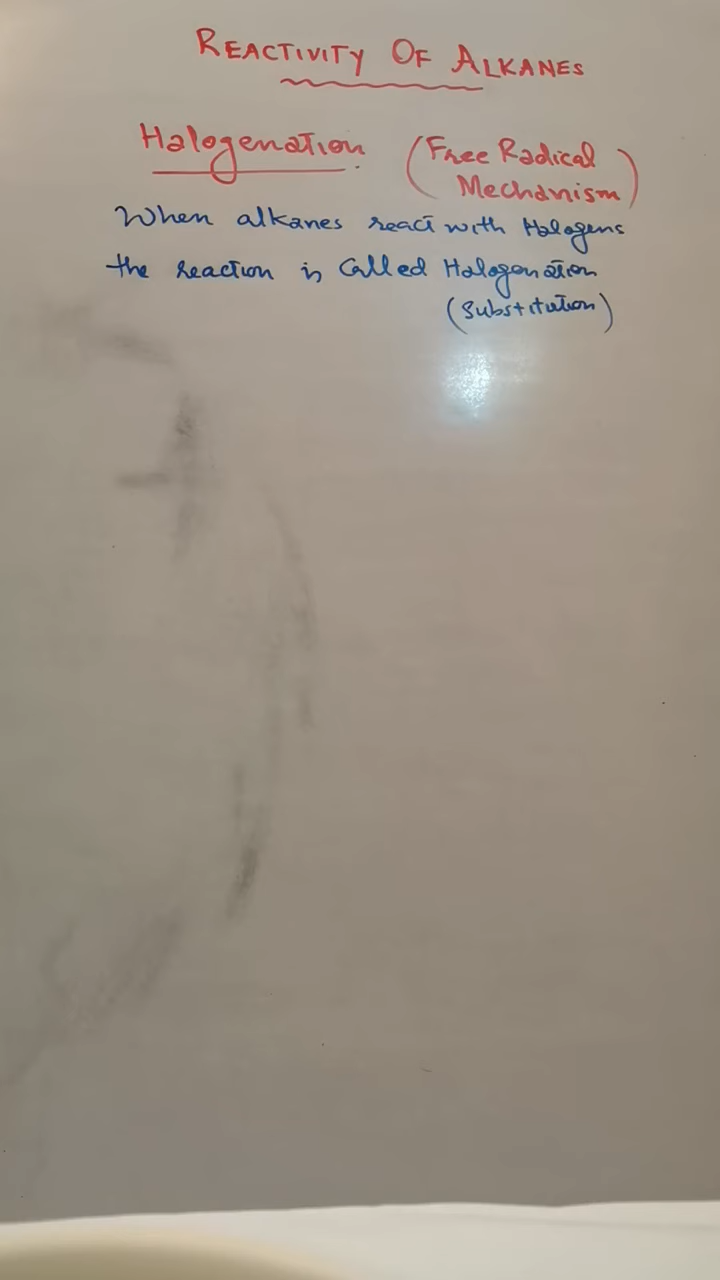 REACTIVITY OF ALKANES
Halogenation (Free Radical
Mechanism)
When alkanes react with Halogens
the reaction is Called Halogenation
(Substitution)